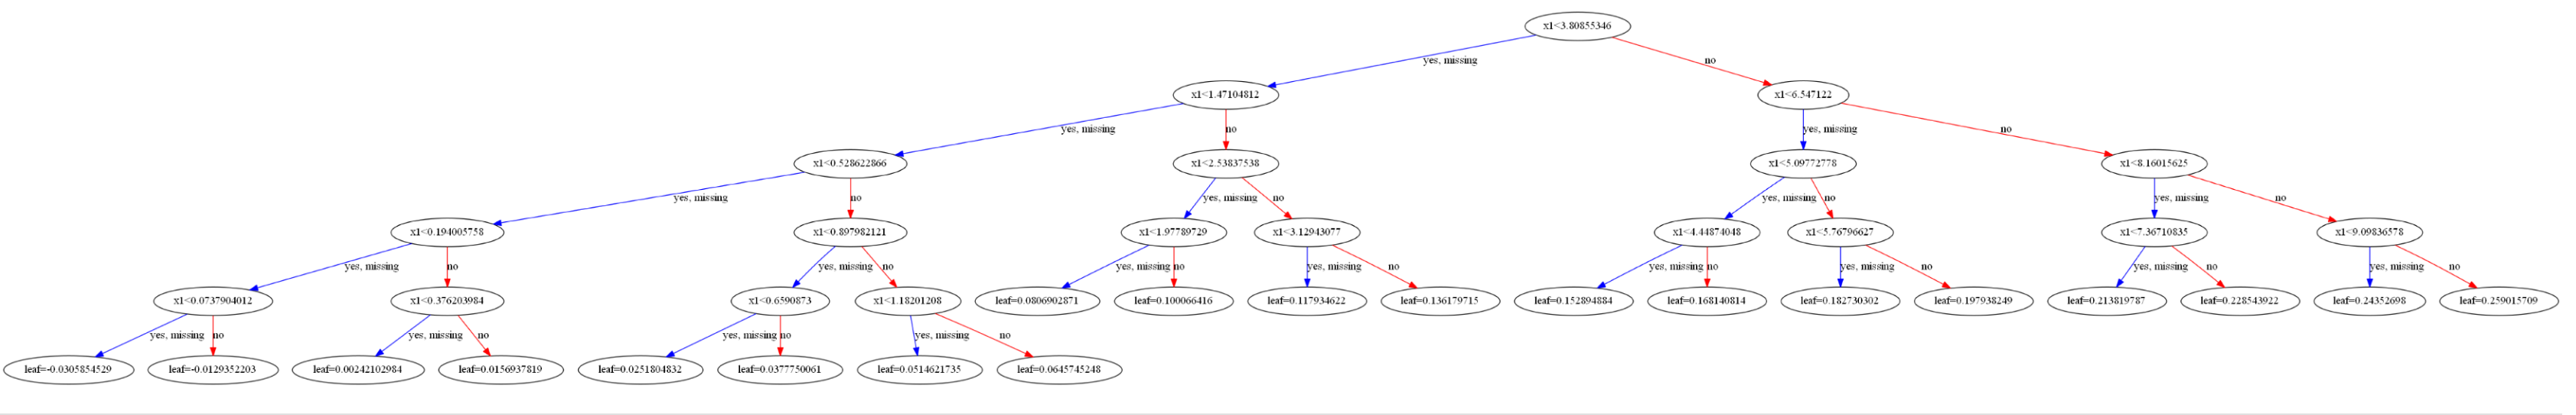 x1<3.80855346
yes, missing
no
x1<1.47104812
x1<6.547122
yes, missing
no
yes, missing
no
x1<0.528622866
x1<2.53837538
x1<5.09772778
x1<8.16015625
yes, missing
no
yes, missing
no
yes, missing
no
yes, missing
no
x1<0.194005758
x1<0.897982121
x1<1.97789729
x1<3.12943077
x1<4.44874048
x1<5.76796627
x1<7.36710835
x1<9.09836578
yes, missing
no
yes, missing
no
yes, missing
no
yes, missing
no
yes, missing
no
yes, missing
no
yes, missing
no
yes, missing
no
x1<0.0737904012
x1<0.376203984
x1<0.6590873
x1<1.18201208
leaf=0.0806902871
leaf=0.100066416
leaf=0.117934622
leaf=0.136179715
leaf=0.152894884
leaf=0.168140814
leaf=0.182730302
leaf=0.197938249
leaf=0.213819787
leaf=0.228543922
leaf=0.24352698
leaf=0.259015709
yes, missing
no
yes, missing
no
yes, missing
no
yes, missing
no
leaf=-0.0305854529
leaf=-0.0129352203
leaf=0.00242102984
leaf=0.0156937819
leaf=0.0251804832
leaf=0.0377750061
leaf=0.0514621735
leaf=0.0645745248